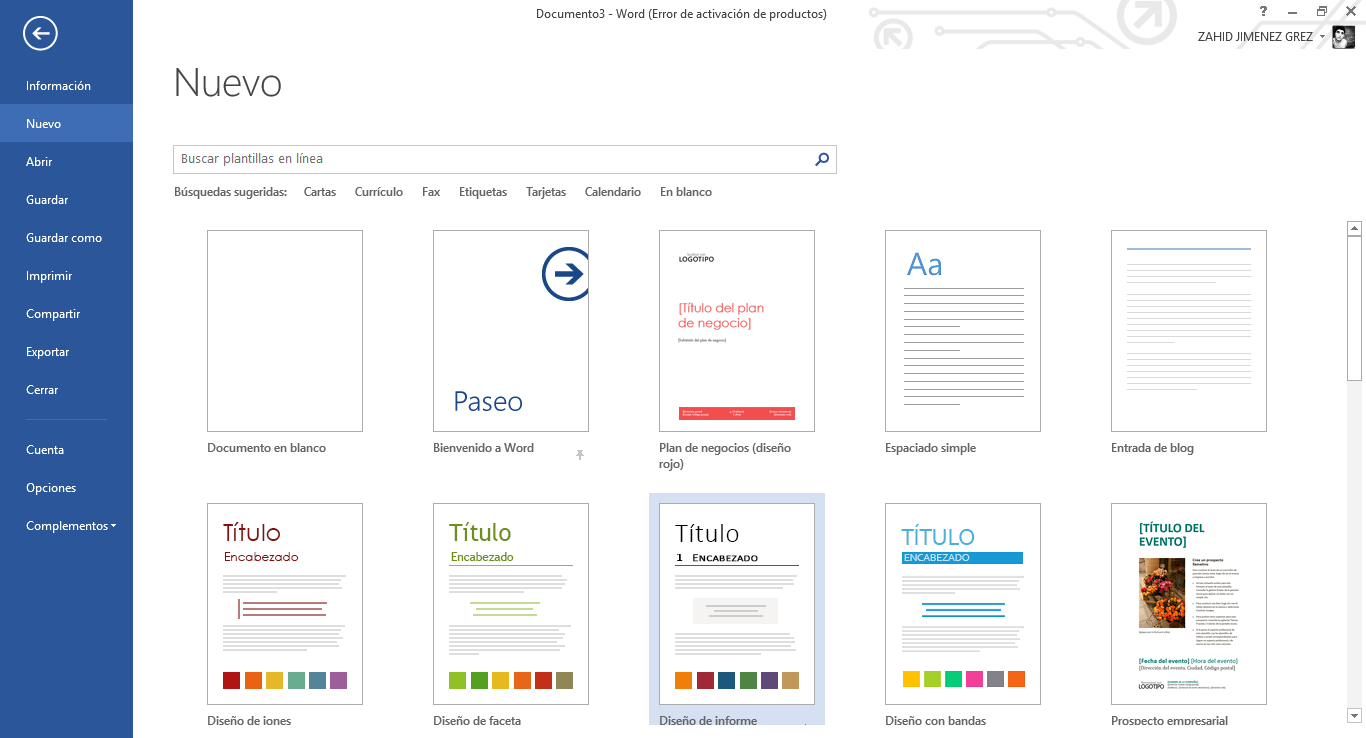 Documento3 - Word (Error de activación de productos)
?
ZAHID JIMENEZ GREZ
Información
Nuevo
Abrir
Guardar
Guardar como
Imprimir
Compartir
Exportar
Cerrar
Cuenta
Opciones
Complementos
Nuevo
Buscar plantillas en línea
Búsquedas sugeridas: Cartas Currículo Fax Etiquetas Tarjetas Calendario En blanco
Paseo
LOGOTIPO
[Título del plan
de negocio]
Aa
Documento en blanco
Bienvenido a Word
Plan de negocios (diseño
rojo)
Espaciado simple
Entrada de blog
Título
Encabezado
Título
Encabezado
Título
1 ENCABEZADO
TÍTULO
ENCABEZADO
[TÍTULO DEL
EVENTO]
[Fecha del evento] [Hora del evento]
[Dirección del evento, Ciudad, Código postal]
LOGOTIPO
Diseño de iones
Diseño de faceta
Diseño de informe
Diseño con bandas
Prospecto empresarial